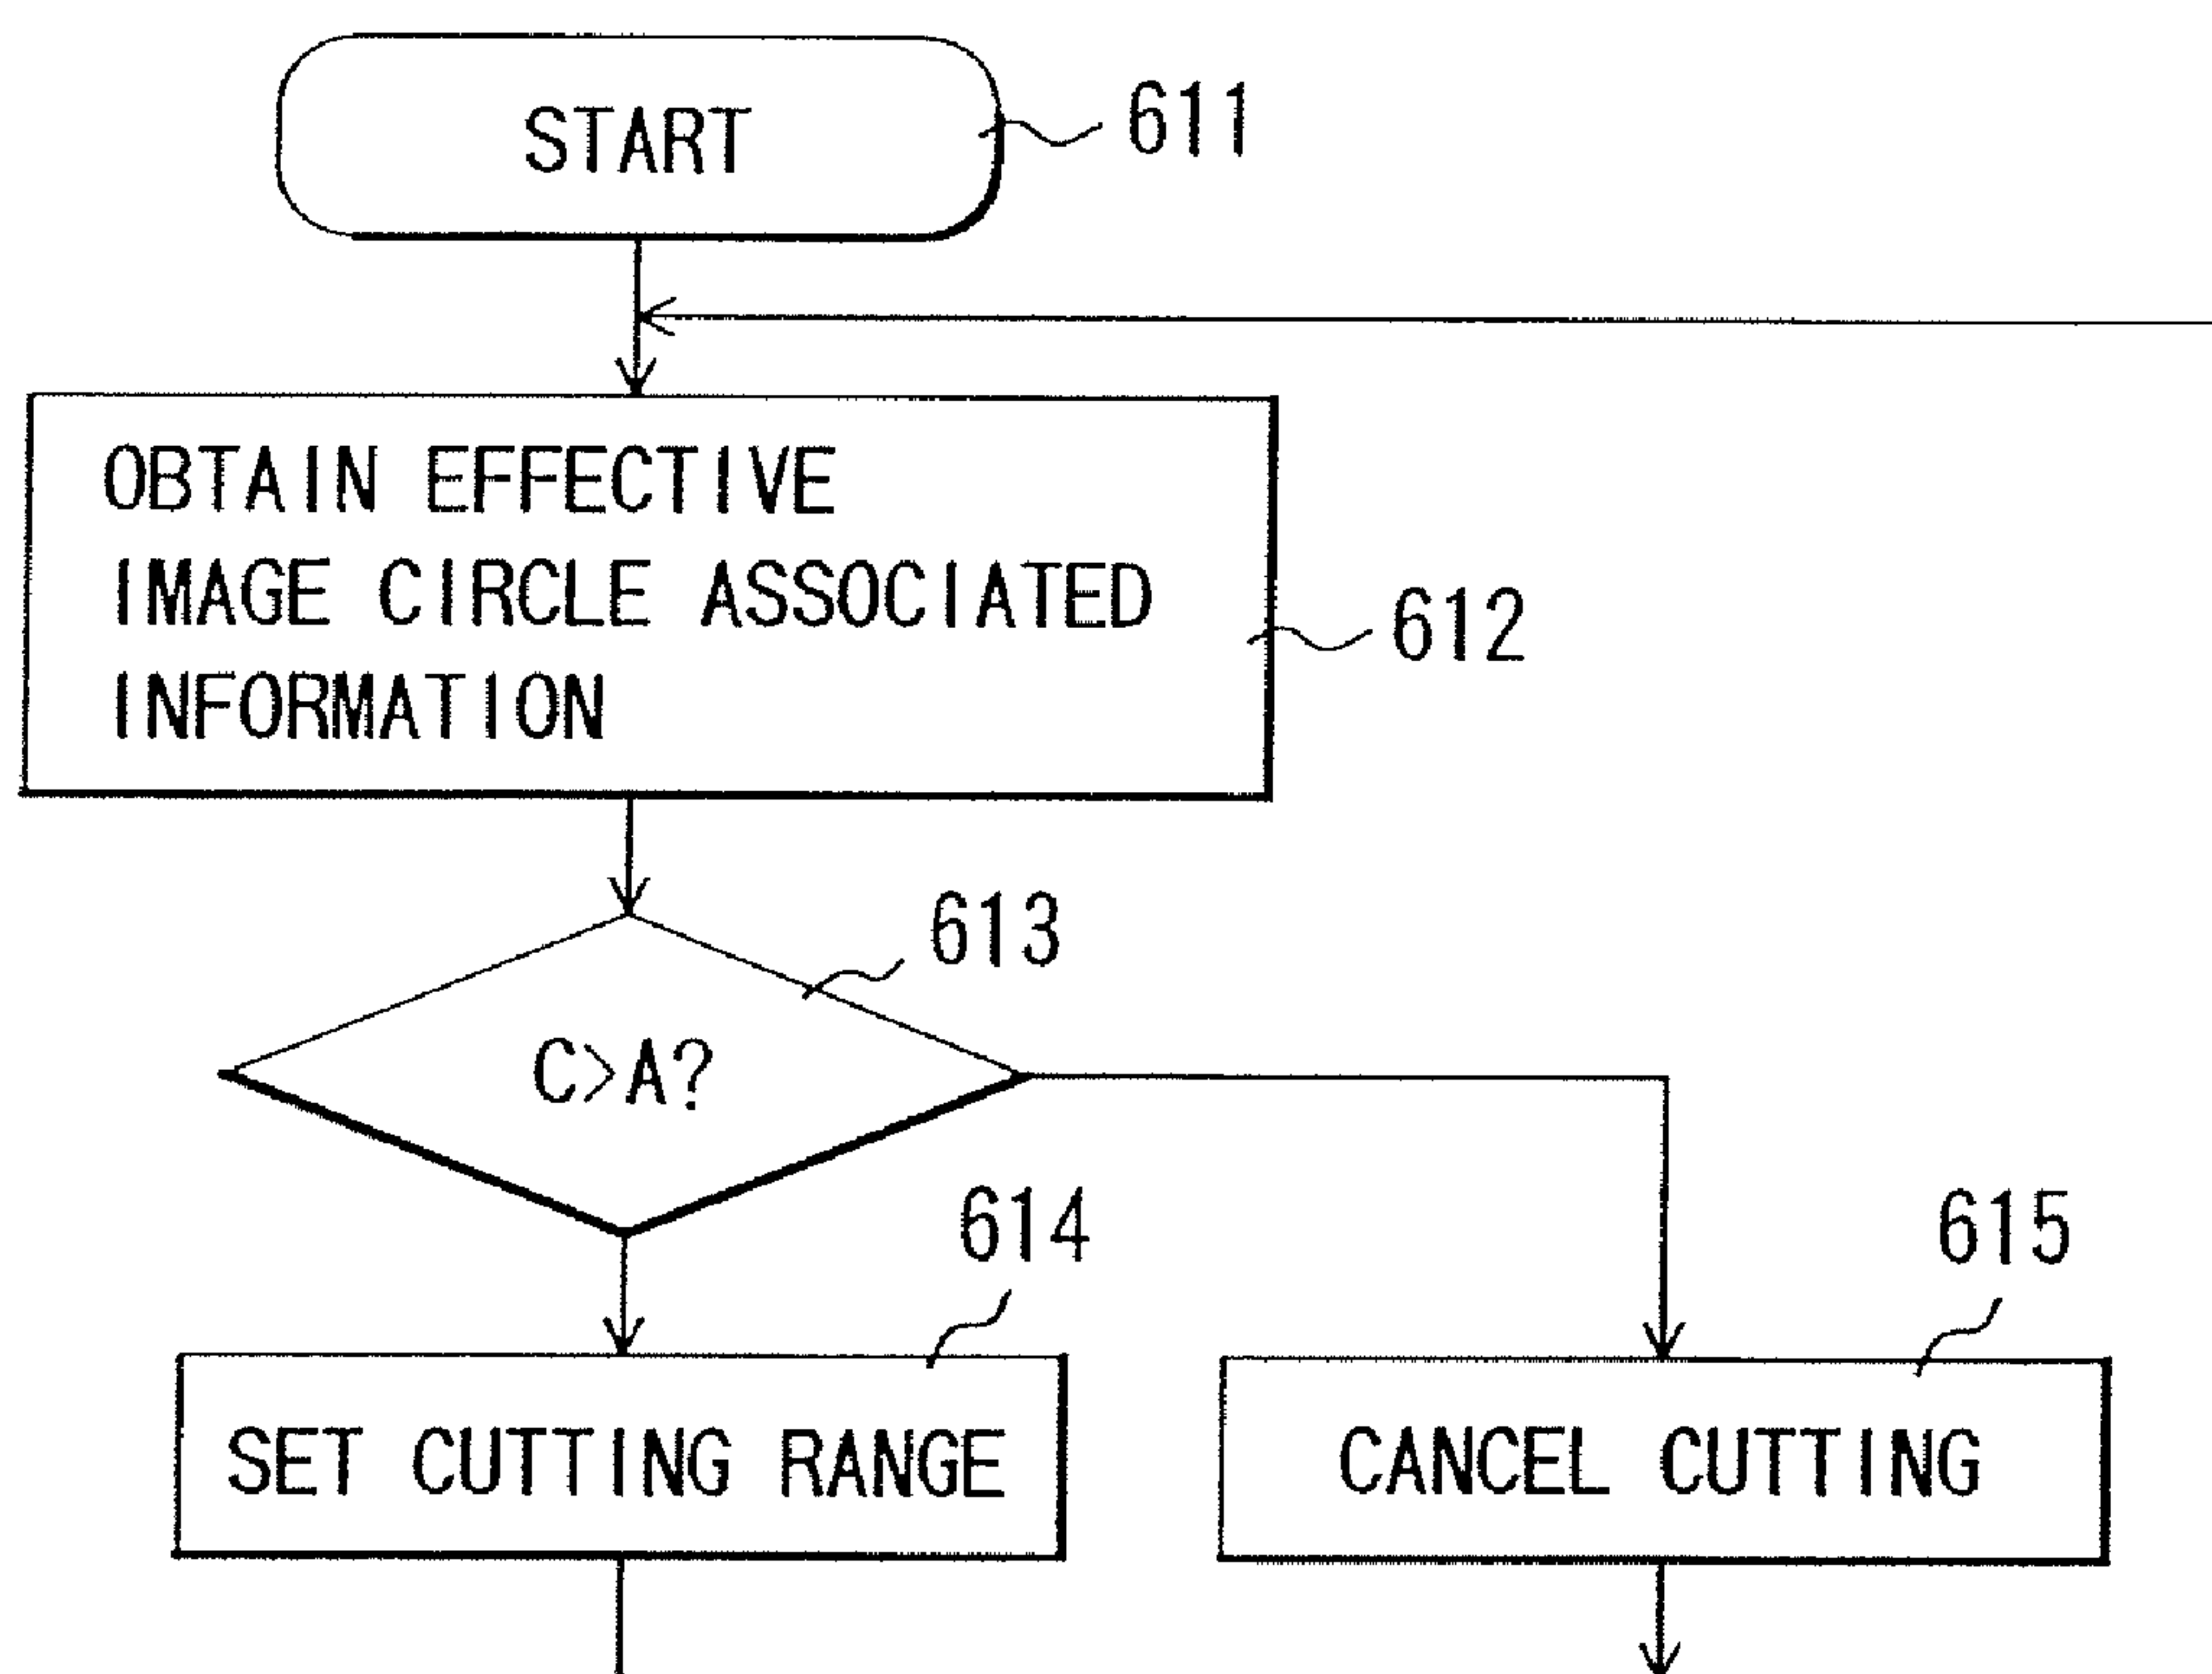 START
611
OBTAIN EFFECTIVE
IMAGE CIRCLE ASSOCIATED
INFORMATION
612
613
C>A?
614
615
SET CUTTING RANGE
CANCEL CUTTING